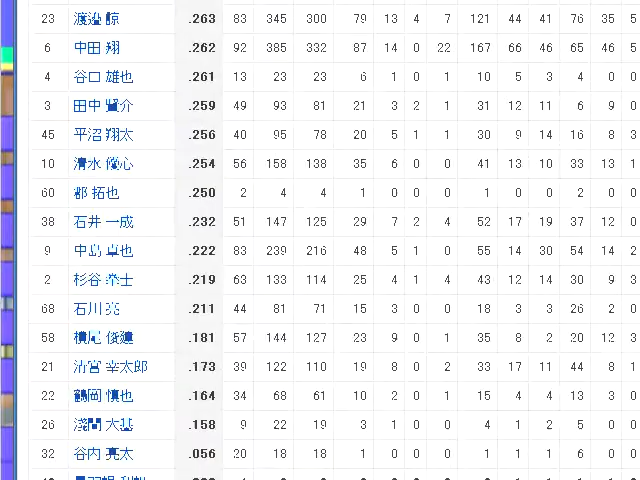 23 渡邉 諒 .263 83 345 300 79 13 4 7 121 44 41 76 35 5
6 中田 翔 .262 92 385 332 87 14 0 22 167 66 46 65 46 5
4 谷口 雄也 .261 13 23 23 6 1 0 1 10 5 3 4 0 0
3 田中 賢介 .259 49 93 81 21 3 2 1 31 12 11 6 9 0
45 平沼 翔太 .256 40 95 78 20 5 1 1 30 9 14 16 8 3
10 清水 優心 .254 56 158 138 35 6 0 0 41 13 10 33 13 1
60 郡 拓也 .250 2 4 4 1 0 0 0 1 0 0 2 0 0
38 石井 一成 .232 51 147 125 29 7 2 4 52 17 19 37 12 0
9 中島 卓也 .222 83 239 216 48 5 1 0 55 14 30 54 14 2
2 杉谷 拳士 .219 63 133 114 25 4 1 4 43 12 14 30 9 3
68 石川 亮 .211 44 81 71 15 3 0 0 18 3 3 26 2 0
58 横尾 俊建 .181 57 144 127 23 9 0 1 35 8 2 20 12 3
21 清宮 幸太郎 .173 39 122 110 19 8 0 2 33 17 11 44 8 1
22 鶴岡 慎也 .164 34 68 61 10 2 0 1 15 4 4 13 3 0
26 淺間 大基 .158 9 22 19 3 1 0 0 4 1 2 5 0 0
32 谷内 亮太 .056 20 18 18 1 0 0 0 1 1 1 6 0 0